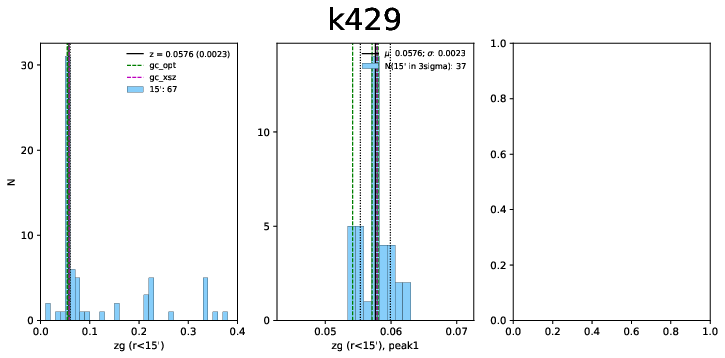 k429
z = 0.0576 (0.0023)
gc_opt
gc_xsz
15': 67
N
30
20
10
0
0.0 0.1 0.2 0.3 0.4
zg (r<15')
μ: 0.0576; σ: 0.0023
N(15' in 3sigma): 37
10
5
0
0.05 0.06 0.07
zg (r<15'), peak1
1.0
0.8
0.6
0.4
0.2
0.0
0.0 0.2 0.4 0.6 0.8 1.0